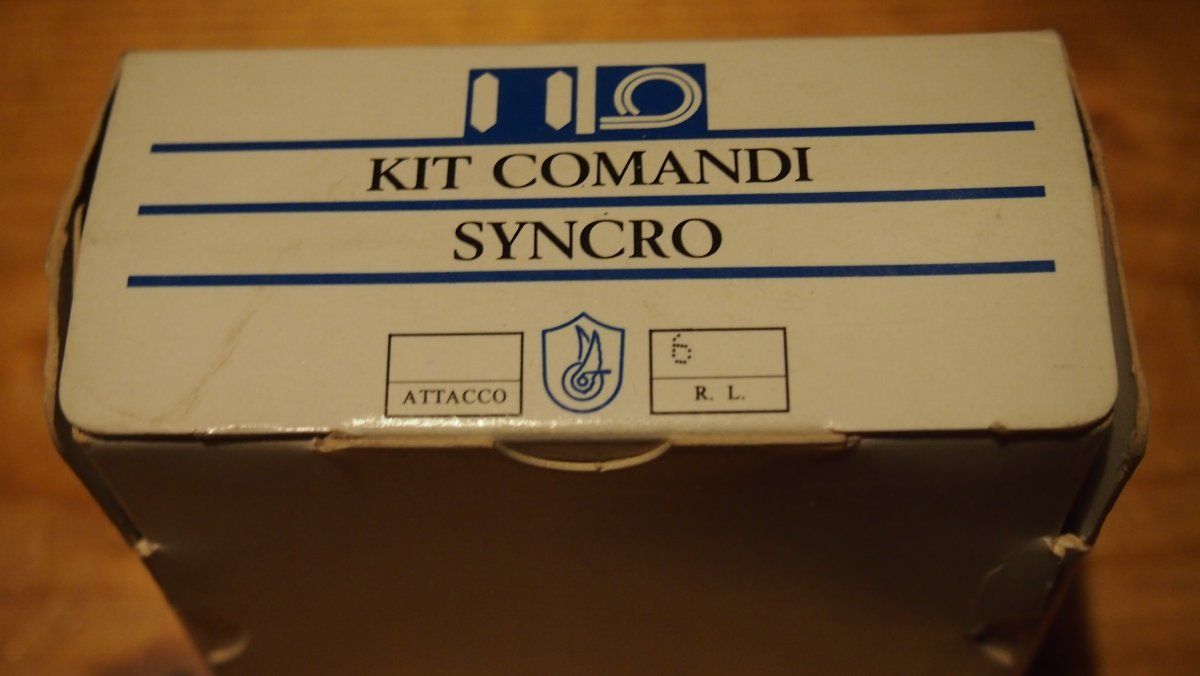 KIT COMANDI
SYNCRO
6
ATTACCO
R. L.